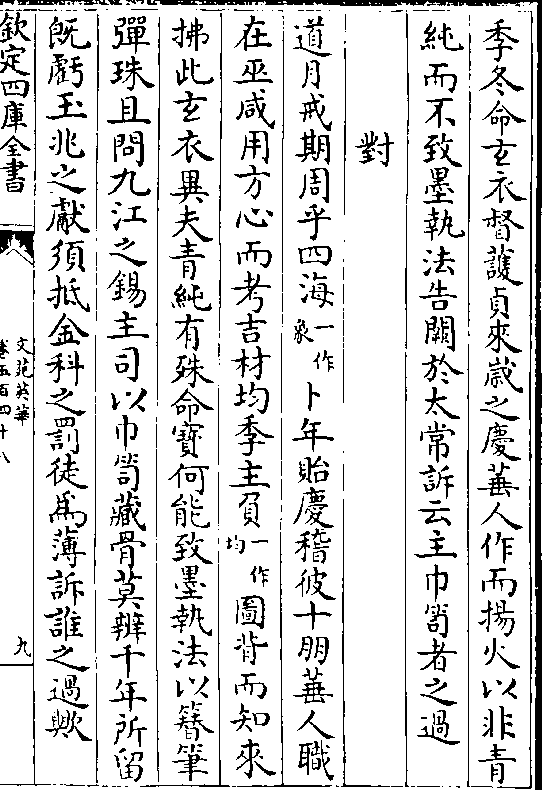 季冬命玄衣督護貞來歲之慶菙人作而揚火以非青
純而不致墨執法告闕於太常訴云主巾笥者之過
對
道月戒期周乎四海一作象卜年貽慶稽彼十朋菙人職
在巫咸用方心而考吉材均季主負一作均圖背而知來
拂此玄衣異夫青純有殊命寶何能致墨執法以簪筆
彈珠且問九江之錫主司以巾笥藏骨莫辨千年所留
旣虧玉兆之獻須抵金科之罰徒爲薄訴誰之過歟
欽定四庫全書
文苑英華
卷五百四十八
九